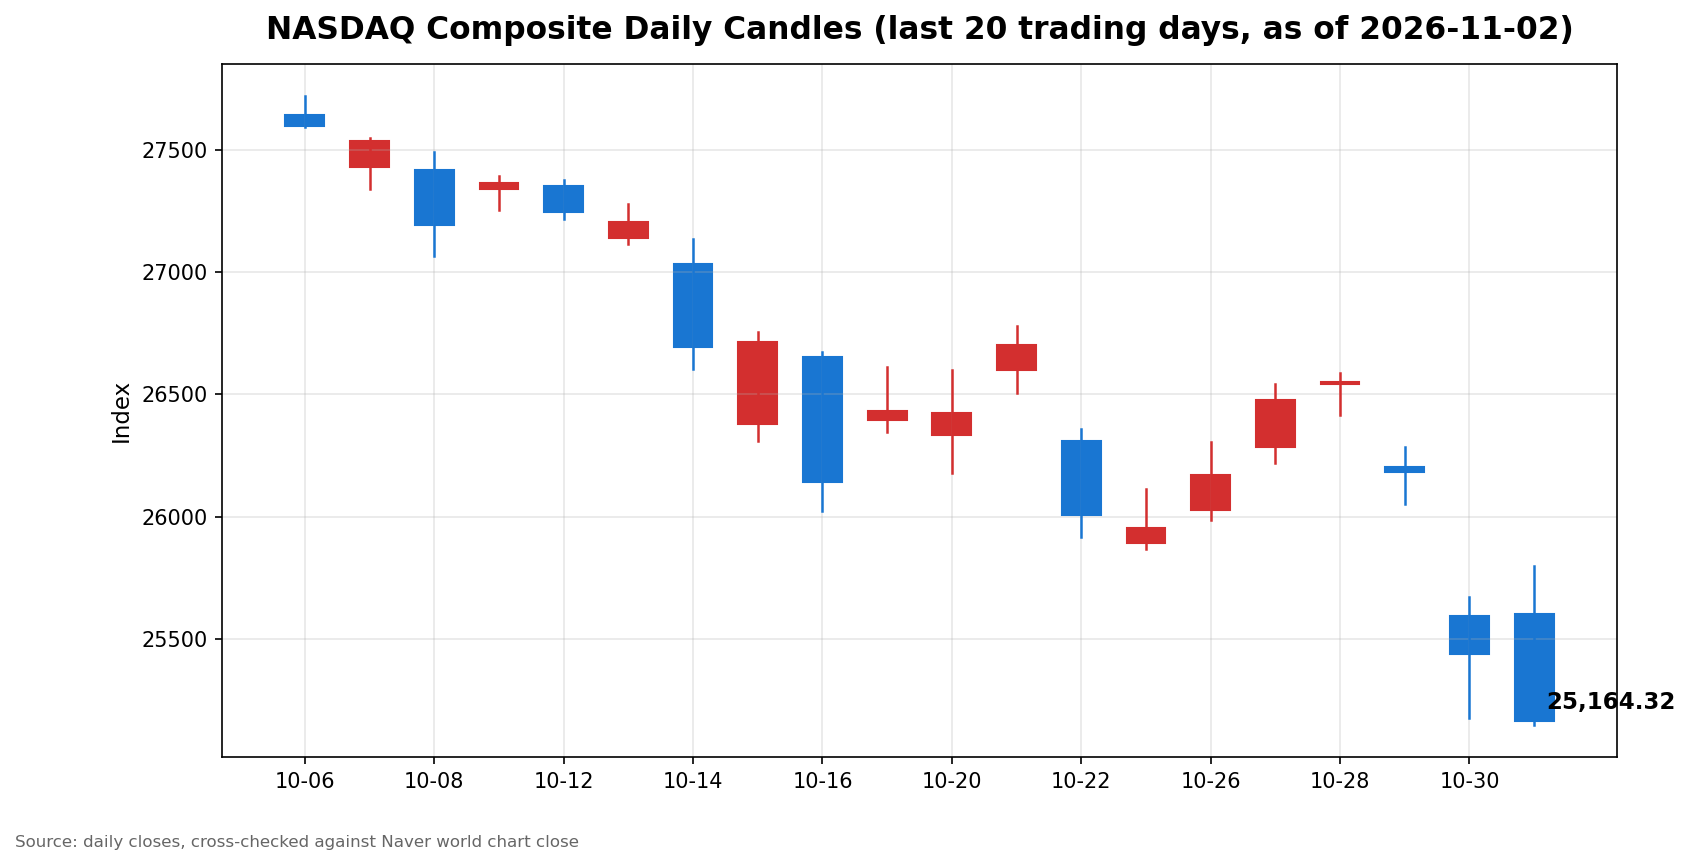 NASDAQ Composite Daily Candles (last 20 trading days, as of 2026-11-02)
Index
27500
27000
26500
26000
25500
25,164.32
10-06 10-08 10-12 10-14 10-16 10-20 10-22 10-26 10-28 10-30
Source: daily closes, cross-checked against Naver world chart close